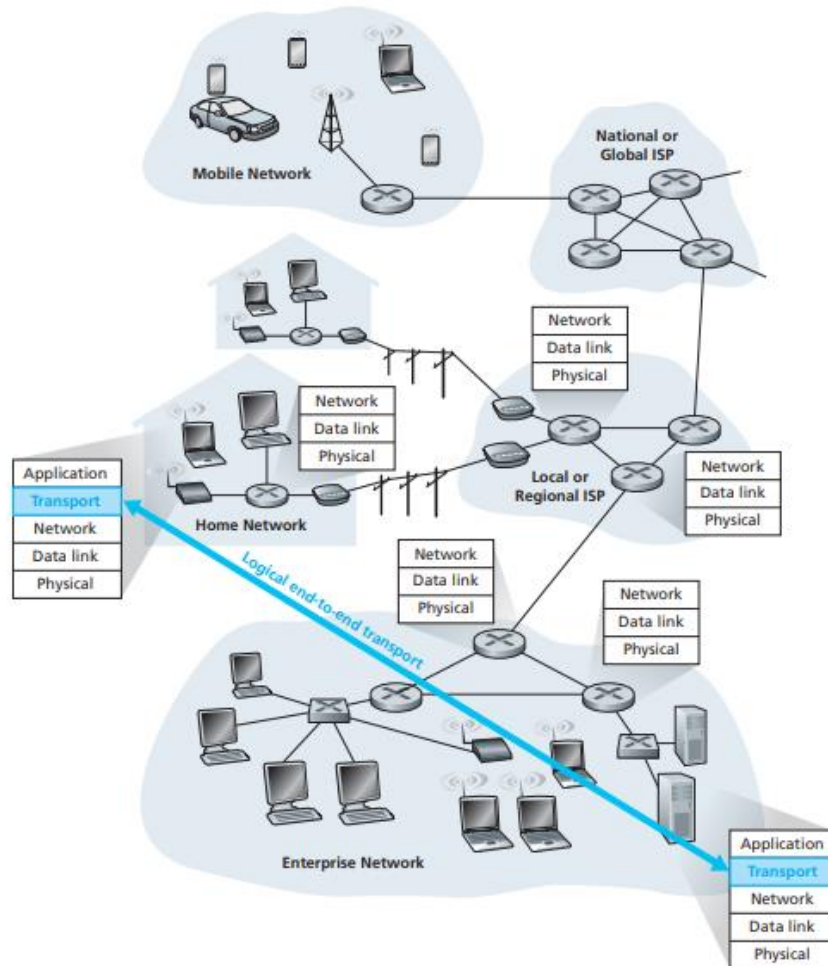 National or
Global ISP
Mobile Network
Network
Data link
Physical
Network
Data link
Physical
Application
Transport
Network
Data link
Physical
Home Network
Local or
Regional ISP
Network
Data link
Physical
Network
Data link
Physical
Logical end-to-end transport
Network
Data link
Physical
Enterprise Network
Application
Transport
Network
Data link
Physical